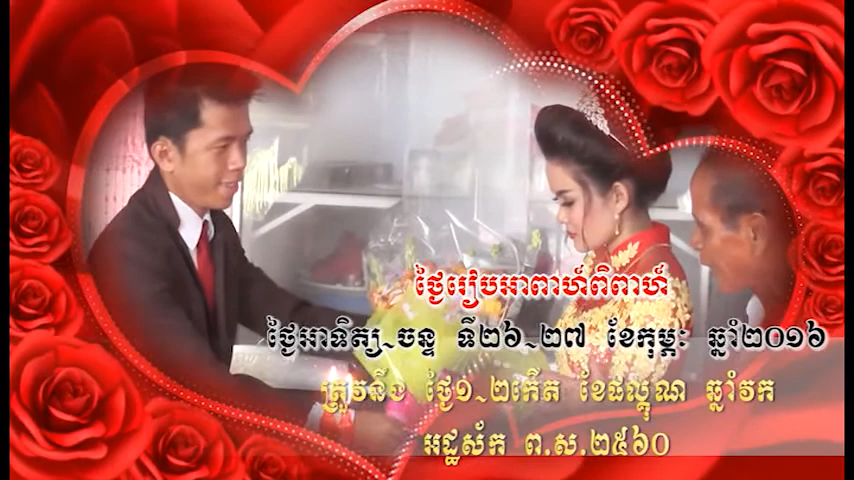 ថ្ងៃរៀបអាពាហ៍ពិពាហ៍
ថ្ងៃអាទិត្យ~ចន្ទ ទី២៦~២៧ ខែកុម្ភៈ ឆ្នាំ២០១៦
ត្រូវនឹង ថ្ងៃ១~២កើត ខែផល្គុណ ឆ្នាំវក
អដ្ឋស័ក ព.ស.២៥៦០